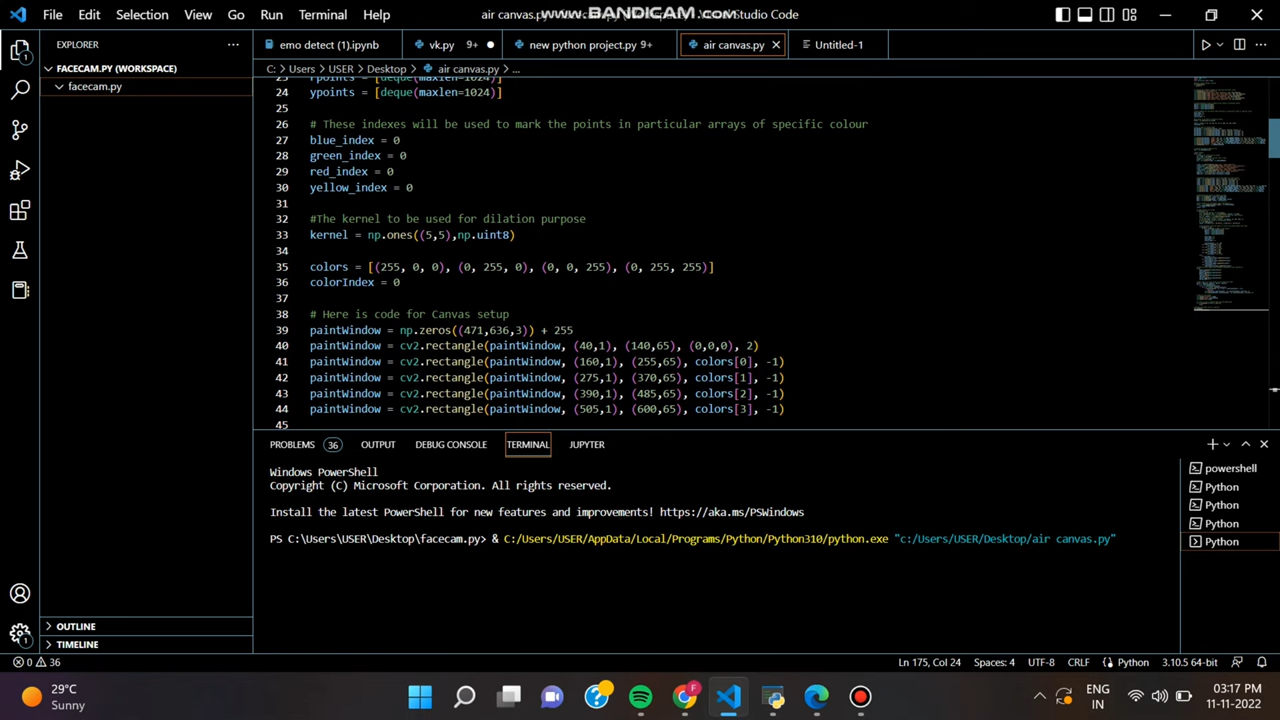 File Edit Selection View Go Run Terminal Help
www.BANDICAM.com
air canvas.py
Studio Code
EXPLORER
emo detect (1).ipynb
vk.py 9+
new python project.py 9+
air canvas.py
Untitled-1
FACECAM.PY (WORKSPACE)
facecam.py
C: > Users > USER > Desktop > air canvas.py > ...
24 ypoints = [deque(maxlen=1024)]
25
26 # These indexes will be used to mark the points in particular arrays of specific colour
27 blue_index = 0
28 green_index = 0
29 red_index = 0
30 yellow_index = 0
31
32 #The kernel to be used for dilation purpose
33 kernel = np.ones((5,5),np.uint8)
34
35 colors = [(255, 0, 0), (0, 255, 0), (0, 0, 255), (0, 255, 255)]
36 colorIndex = 0
37
38 # Here is code for Canvas setup
39 paintWindow = np.zeros((471,636,3)) + 255
40 paintWindow = cv2.rectangle(paintWindow, (40,1), (140,65), (0,0,0), 2)
41 paintWindow = cv2.rectangle(paintWindow, (160,1), (255,65), colors[0], -1)
42 paintWindow = cv2.rectangle(paintWindow, (275,1), (370,65), colors[1], -1)
43 paintWindow = cv2.rectangle(paintWindow, (390,1), (485,65), colors[2], -1)
44 paintWindow = cv2.rectangle(paintWindow, (505,1), (600,65), colors[3], -1)
45
PROBLEMS 36 OUTPUT DEBUG CONSOLE TERMINAL JUPYTER
Windows PowerShell
Copyright (C) Microsoft Corporation. All rights reserved.
Install the latest PowerShell for new features and improvements! https://aka.ms/PSWindows
PS C:\Users\USER\Desktop\facecam.py> & C:/Users/USER/AppData/Local/Programs/Python/Python310/python.exe "c:/Users/USER/Desktop/air canvas.py"
powershell
Python
Python
Python
Python
OUTLINE
TIMELINE
0 36
Ln 175, Col 24 Spaces: 4 UTF-8 CRLF Python 3.10.5 64-bit
29°C
Sunny
ENG
IN
03:17 PM
11-11-2022